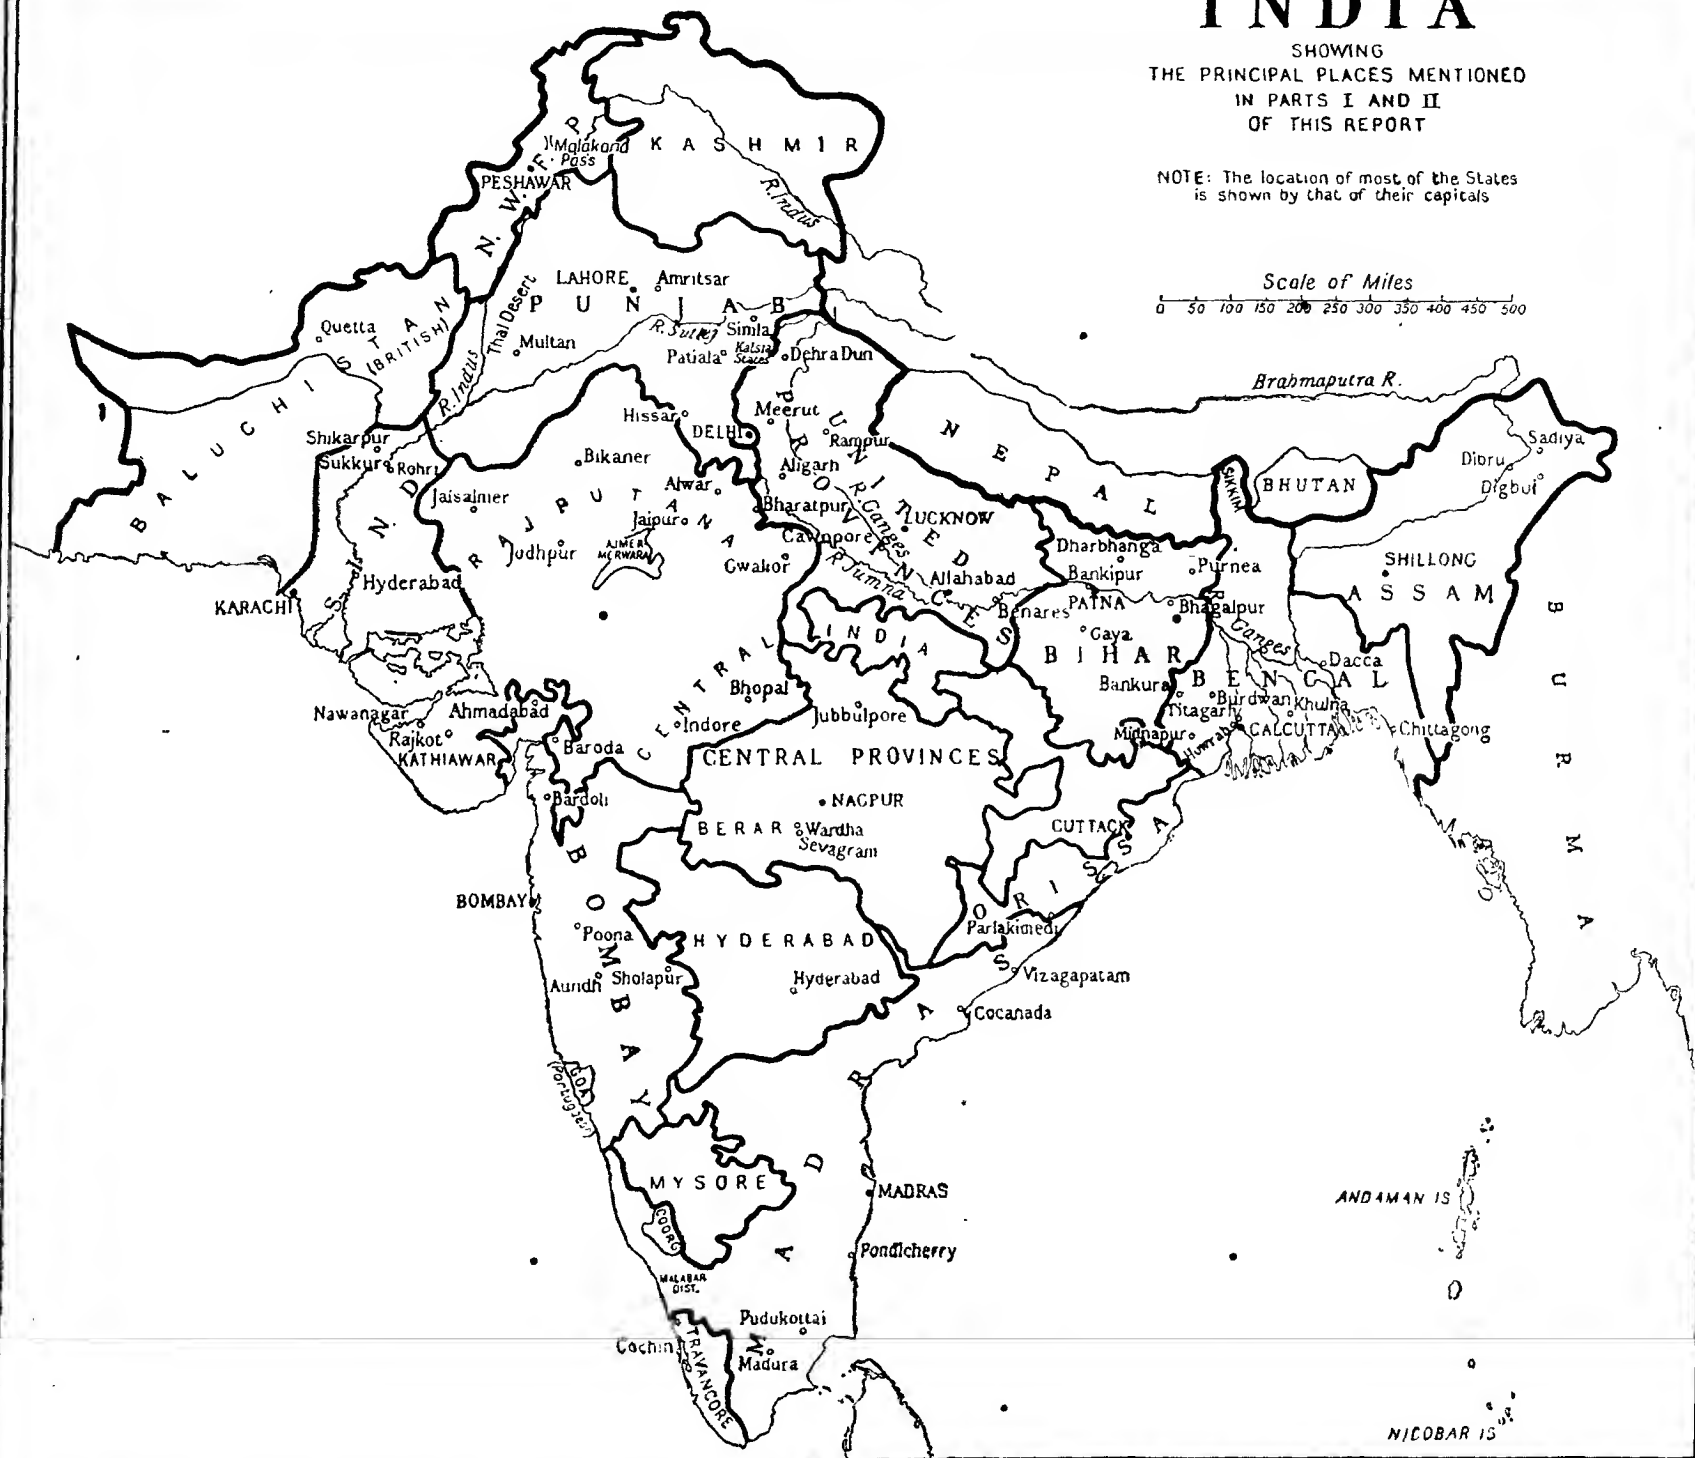 INDIA
SHOWING
THE PRINCIPAL PLACES MENTIONED
IN PARTS I AND II
OF THIS REPORT
NOTE: The location of most of the States
is shown by that of their capitals
Scale of Miles
0 50 100 150 200 250 300 350 400 450 500
N. W. F. P.
Malakand
Pass
KASHMIR
PESHAWAR
R. Indus
LAHORE
Amritsar
PUNJAB
Thal Desert
R. Sutlej
Simla
Multan
Patiala
Kalsia
States
Dehra Dun
Quetta
BALUCHISTAN
(BRITISH)
R. Indus
Brahmaputra R.
Hissar
DELHI
Meerut
Rampur
UNITED
PROVINCES
NEPAL
SIKKIM
BHUTAN
Sadiya
Dibru
Digboi
Shikarpur
Sukkur
Rohri
Bikaner
Aligarh
Jaisalmer
Alwar
Bharatpur
R. Ganges
LUCKNOW
RAJPUTANA
Jaipur
Cawnpore
Jodhpur
AJMER
MERWARA
Gwalior
R. Jumna
Allahabad
Dharbhanga
Bankipur
Purnea
SHILLONG
ASSAM
SIND
Hyderabad
KARACHI
Benares
PATNA
Bhagalpur
Gaya
R. Ganges
BIHAR
Dacca
BENGAL
CENTRAL
INDIA
Bhopal
Bankura
Burdwan
Khulna
Titagarh
Nawanagar
Ahmadabad
Indore
Jubbulpore
Midnapur
Howrah
CALCUTTA
Chittagong
Rajkot
KATHIAWAR
Baroda
CENTRAL PROVINCES
BURMA
Bardoli
NAGPUR
BERAR
Wardha
Sevagram
CUTTACK
ORISSA
BOMBAY
BOMBAY
Poona
HYDERABAD
Parlakimedi
Aundh
Sholapur
Hyderabad
Vizagapatam
Cocanada
GOA
(Portuguese)
MADRAS
MYSORE
MADRAS
COORG
Pondicherry
ANDAMAN IS
MALABAR
DIST.
Pudukottai
Cochin
TRAVANCORE
Madura
NICOBAR IS